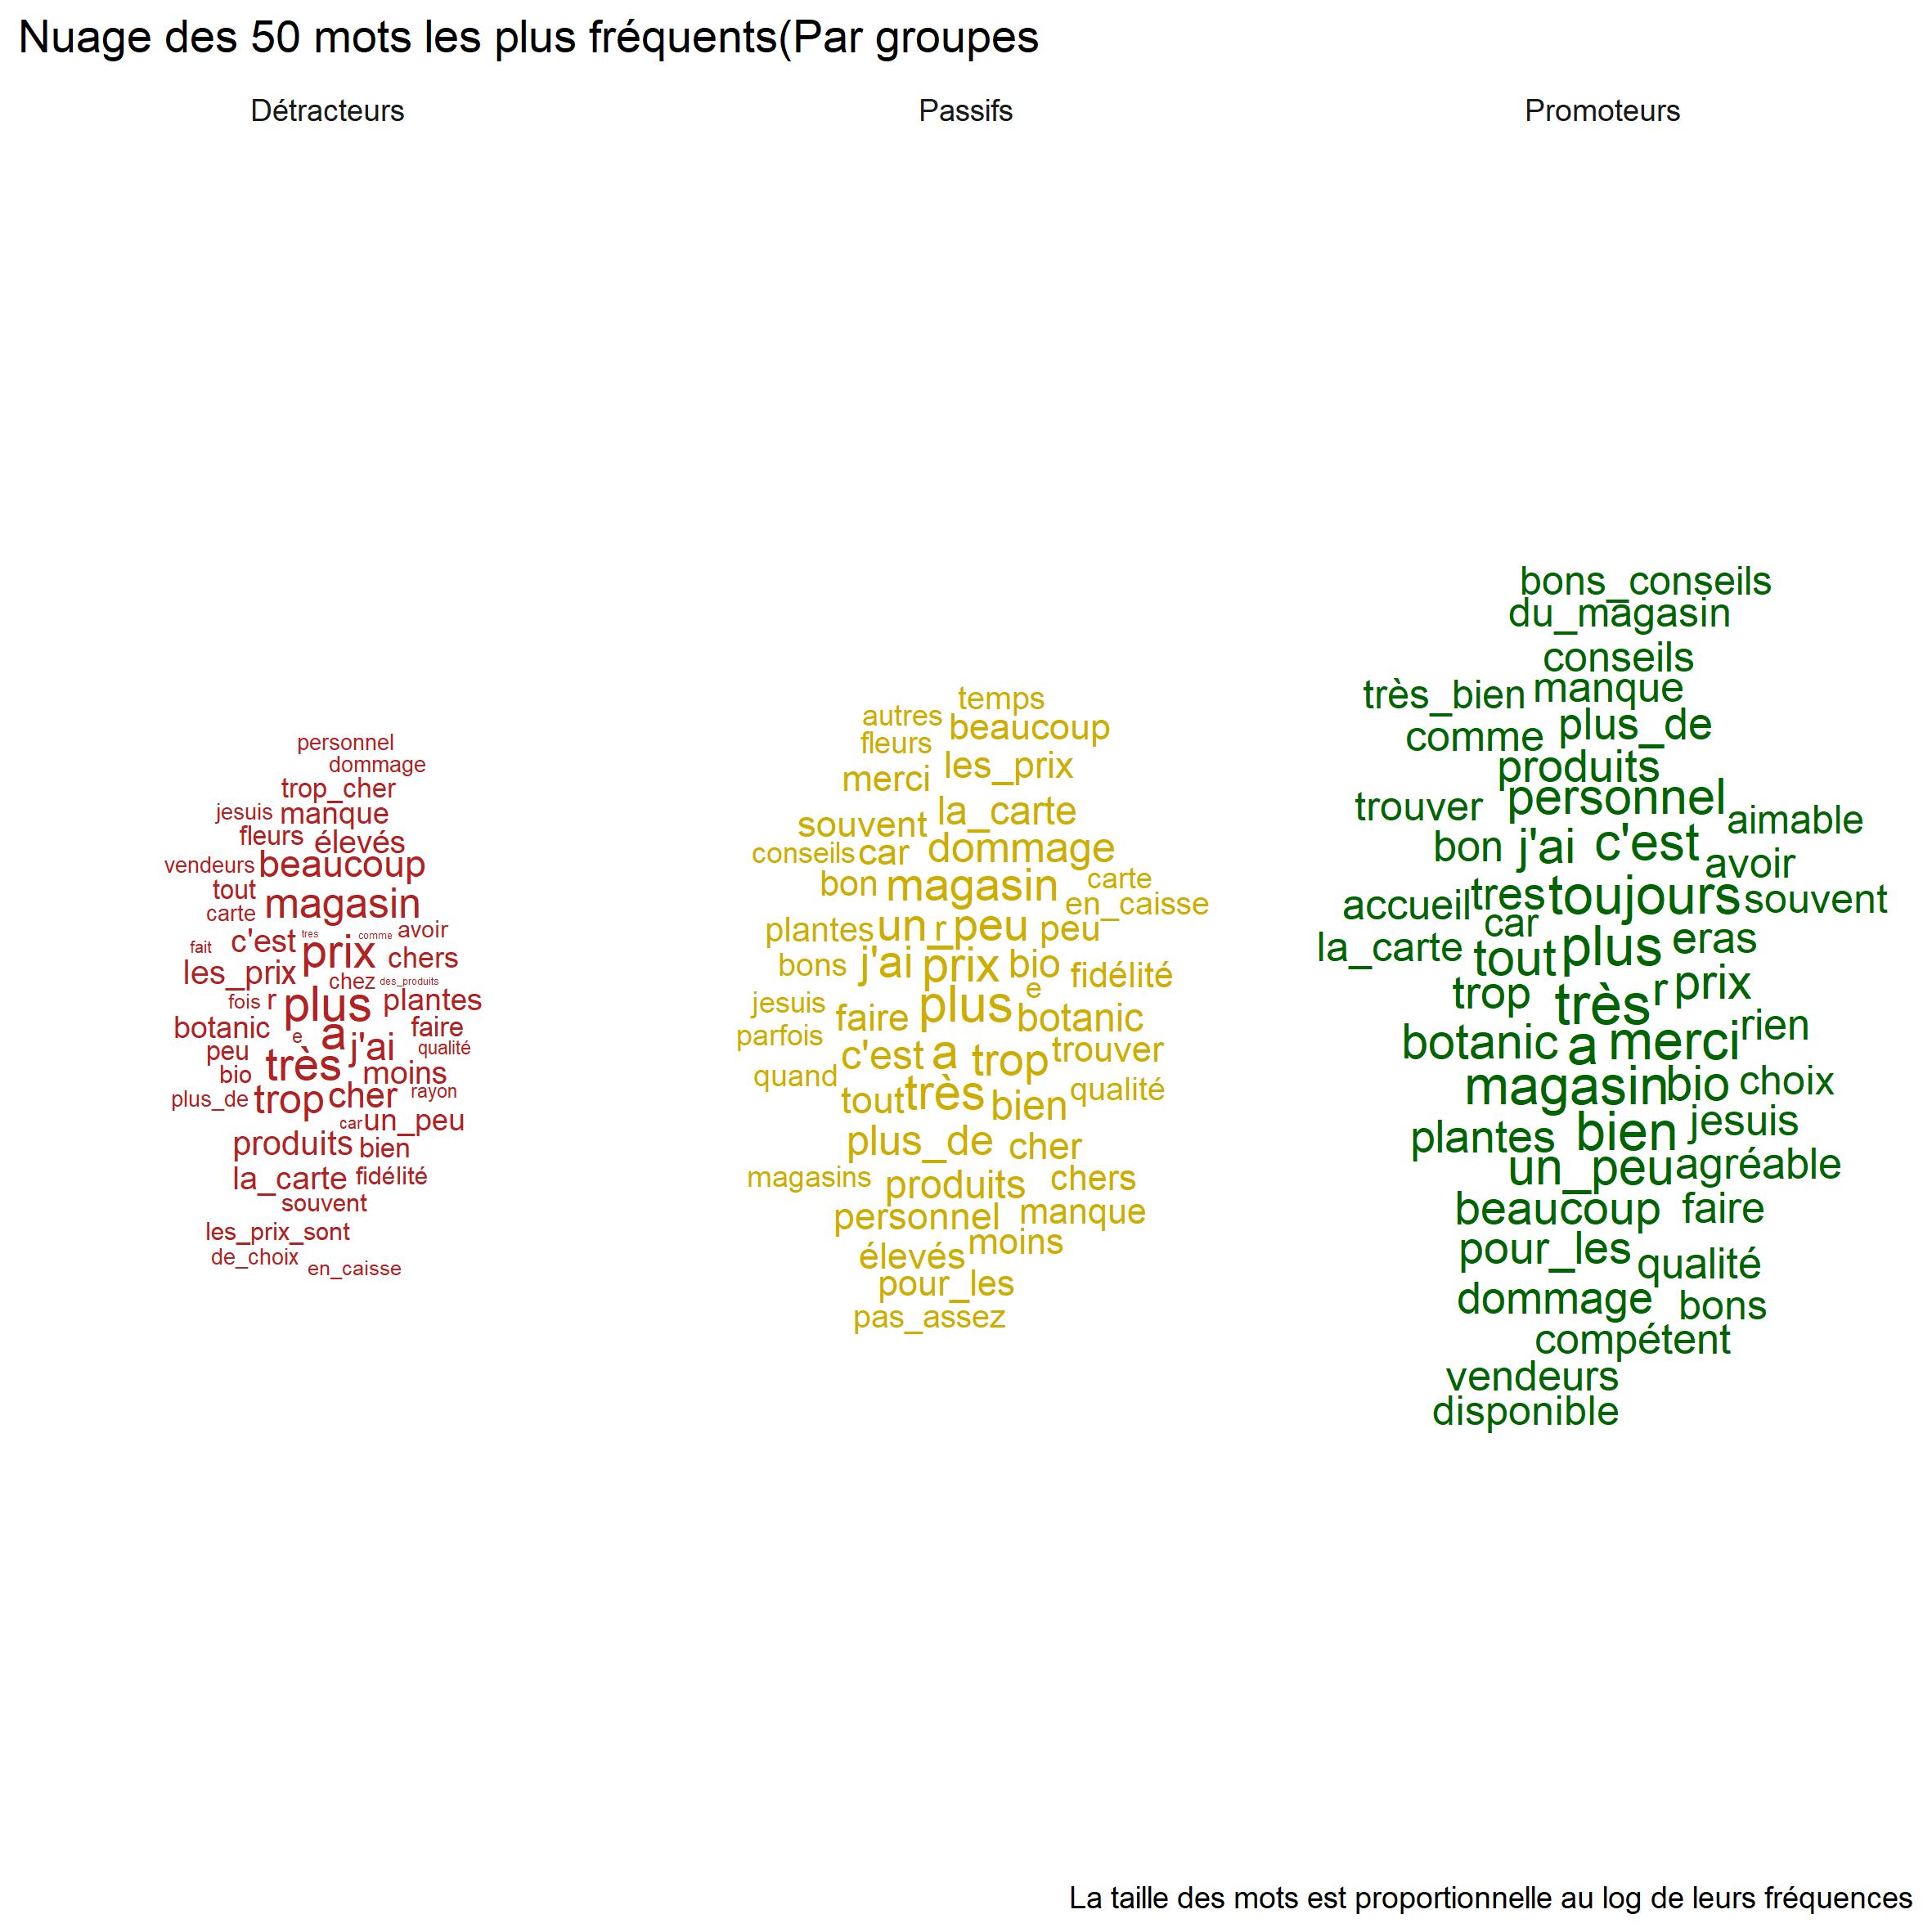 Nuage des 50 mots les plus fréquents(Par groupes
Détracteurs
Passifs
Promoteurs
personnel
dommage
trop_cher
jesuis manque
fleurs élevés
vendeurs beaucoup
tout
carte magasin
fait c'est tres prix comme avoir
les_prix chers
chez des_produits
fois r plus plantes
botanic e a j'ai faire
peu très qualité
bio moins
plus_de trop cher rayon
car un_peu
produits bien
la_carte fidélité
souvent
les_prix_sont
de_choix
en_caisse
temps
autres beaucoup
fleurs
merci les_prix
la_carte
souvent
conseils car dommage
bon magasin carte
en_caisse
plantes un_peu r peu
bons j'ai prix bio fidélité
jesuis plus e
parfois faire botanic
c'est a trop trouver
quand très qualité
tout bien
plus_de cher
magasins produits chers
personnel manque
élevés moins
pour_les
pas_assez
bons_conseils
du_magasin
conseils
très_bien manque
comme plus_de
produits
trouver personnel aimable
bon j'ai c'est avoir
accueil tres toujours souvent
car
la_carte tout plus eras
trop très r prix
botanic a merci rien
magasin bio choix
plantes bien jesuis
un_peu agréable
beaucoup faire
pour_les qualité
dommage bons
compétent
vendeurs
disponible
La taille des mots est proportionnelle au log de leurs fréquences